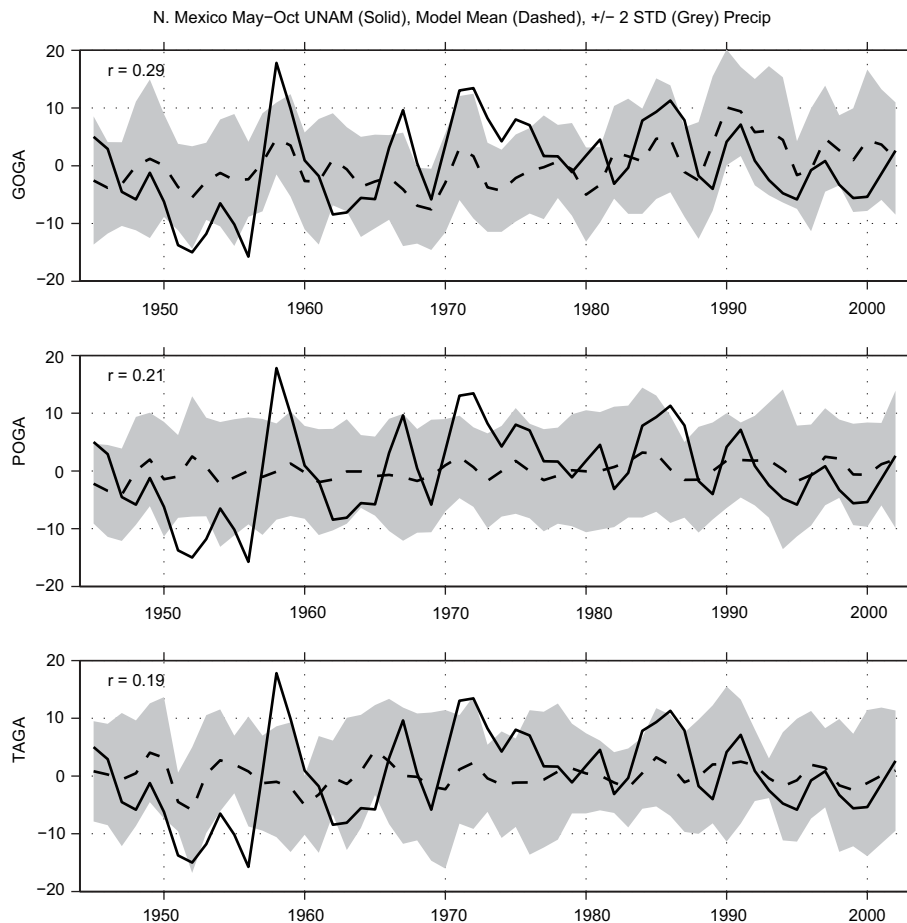 N. Mexico May−Oct UNAM (Solid), Model Mean (Dashed), +/− 2 STD (Grey) Precip
r = 0.29
GOGA
20
10
0
−10
−20
1950 1960 1970 1980 1990 2000
r = 0.21
POGA
20
10
0
−10
−20
1950 1960 1970 1980 1990 2000
r = 0.19
TAGA
20
10
0
−10
−20
1950 1960 1970 1980 1990 2000